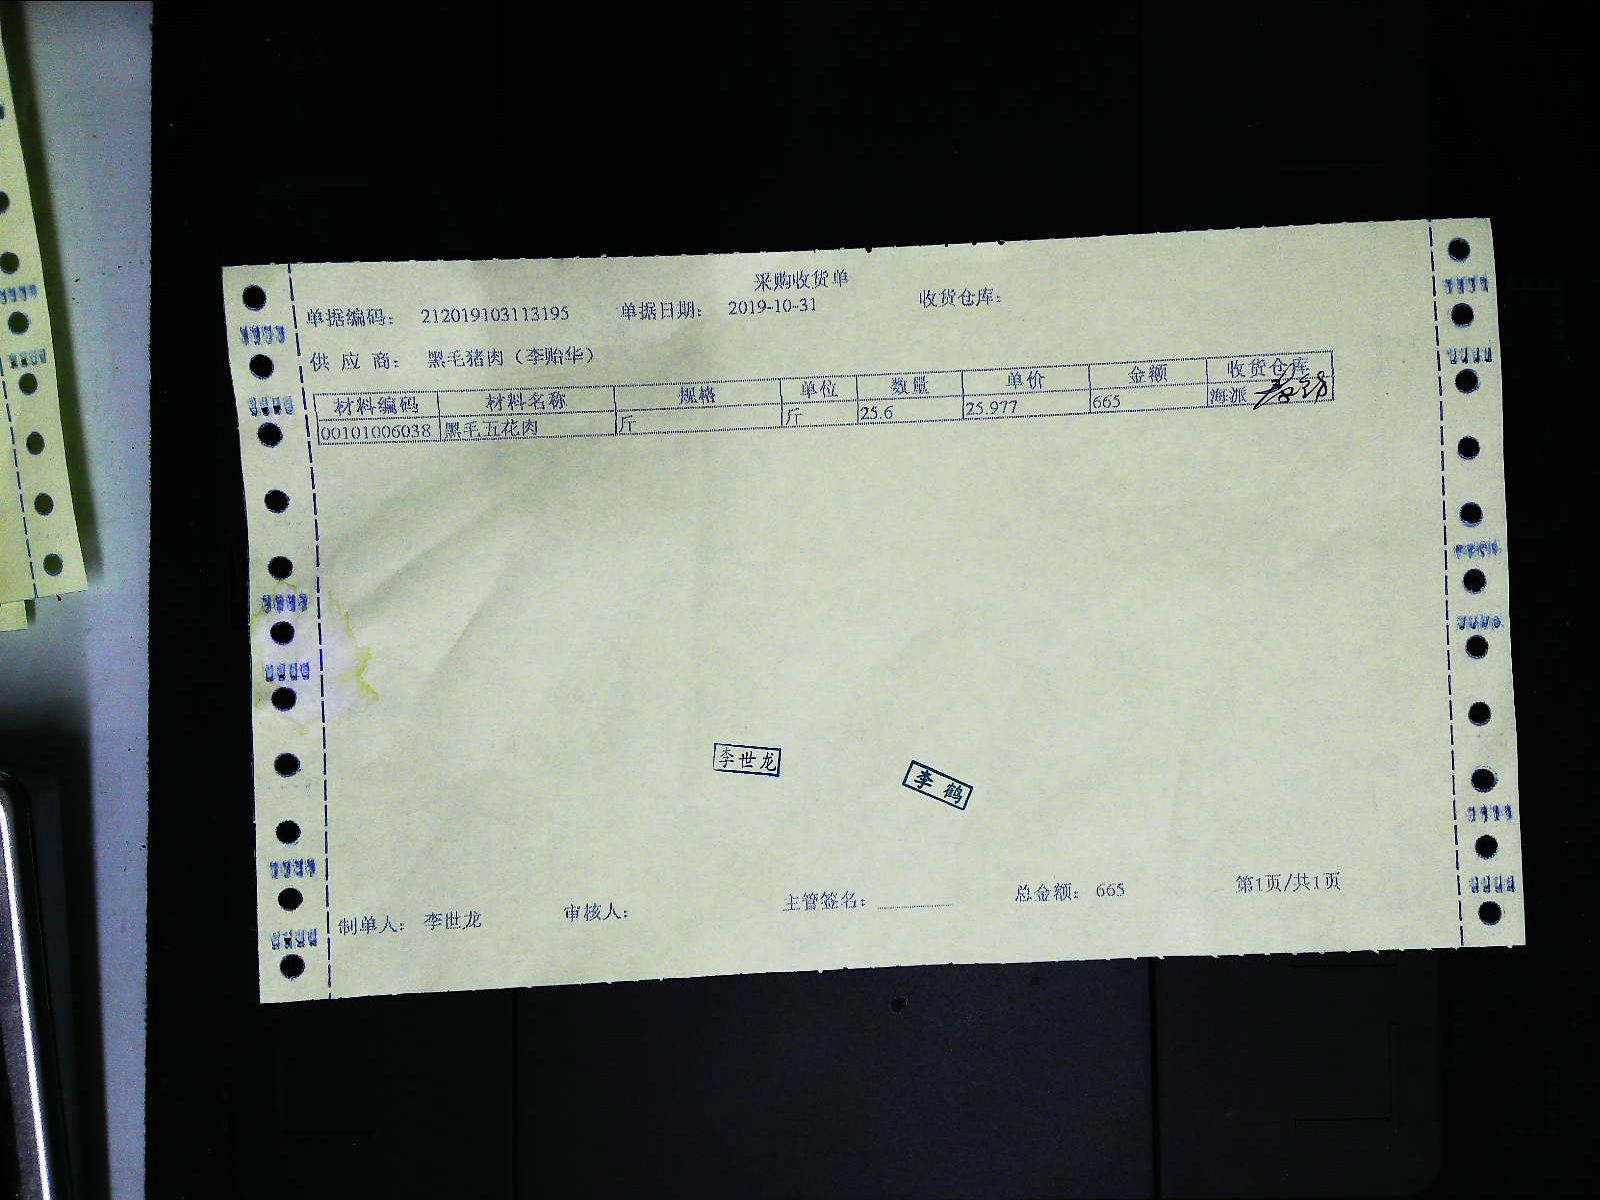 采购收货单
单据编码： 212019103113195 单据日期： 2019-10-31 收货仓库：
供 应 商： 黑毛猪肉（李贻华）
材料编码 材料名称 规格 单位 数量 单价 金额 收货仓库
00101006038 黑毛五花肉 斤 斤 25.6 25.977 665 海派
李世龙
李鹤
制单人： 李世龙 审核人： 主管签名： 总金额： 665 第1页/共1页